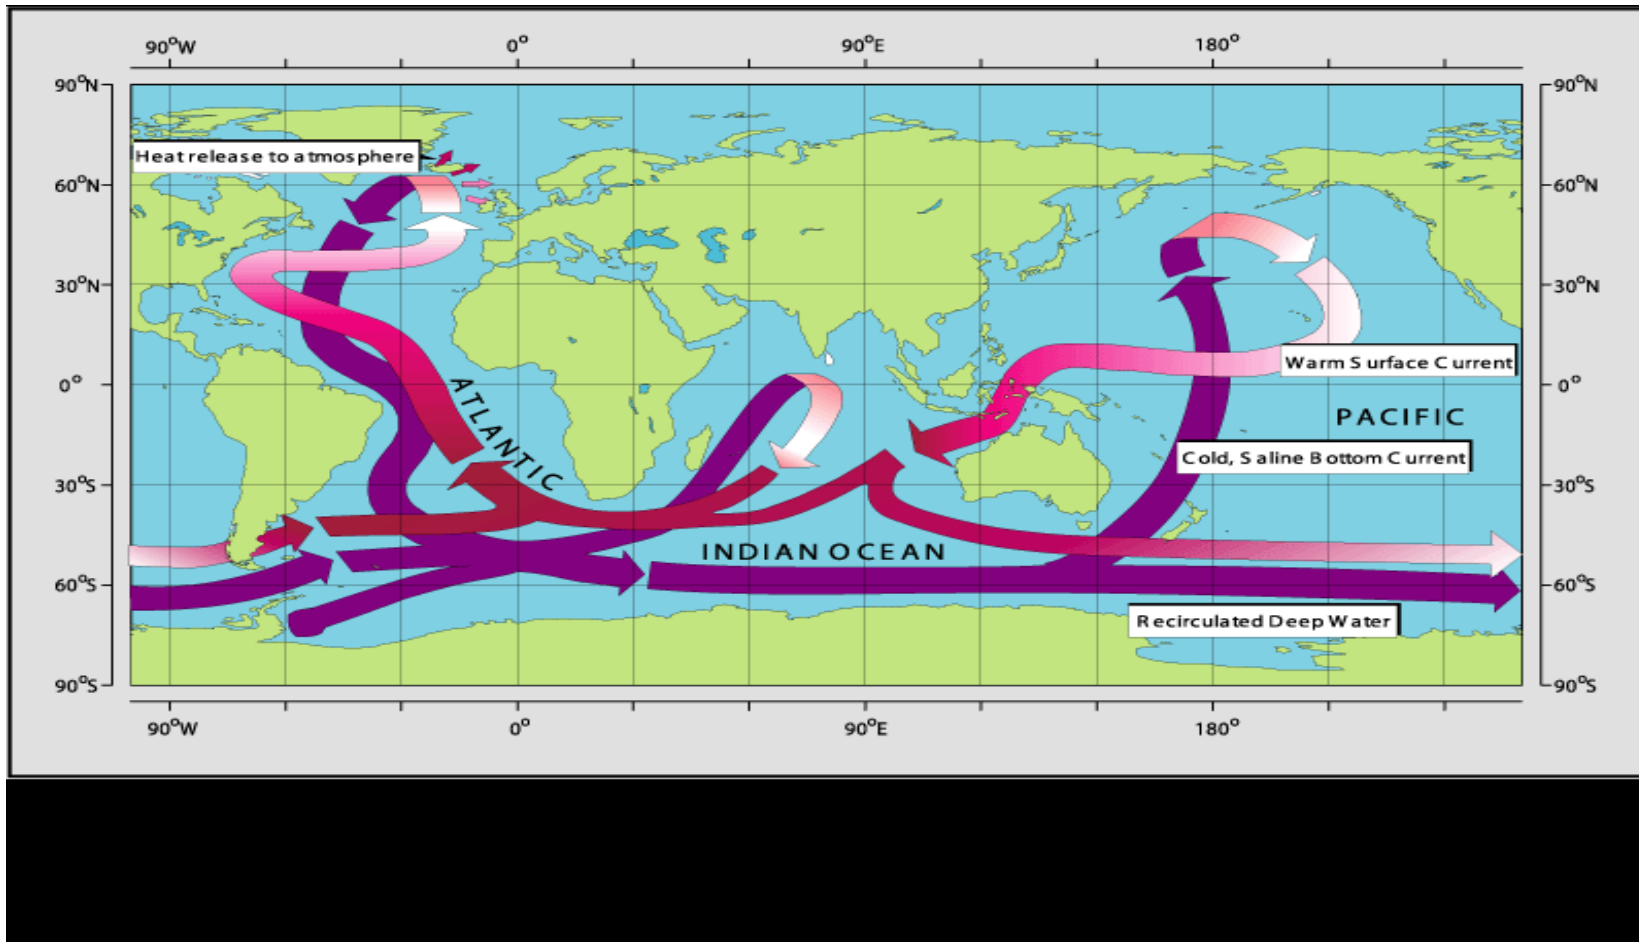 90°W 0° 90°E 180°
90°N 90°N
Heat release to atmosphere
60°N 60°N
30°N 30°N
Warm Surface Current
0° 0°
ATLANTIC
PACIFIC
Cold, Saline Bottom Current
30°S 30°S
INDIAN OCEAN
60°S 60°S
Recirculated Deep Water
90°S 90°S
90°W 0° 90°E 180°